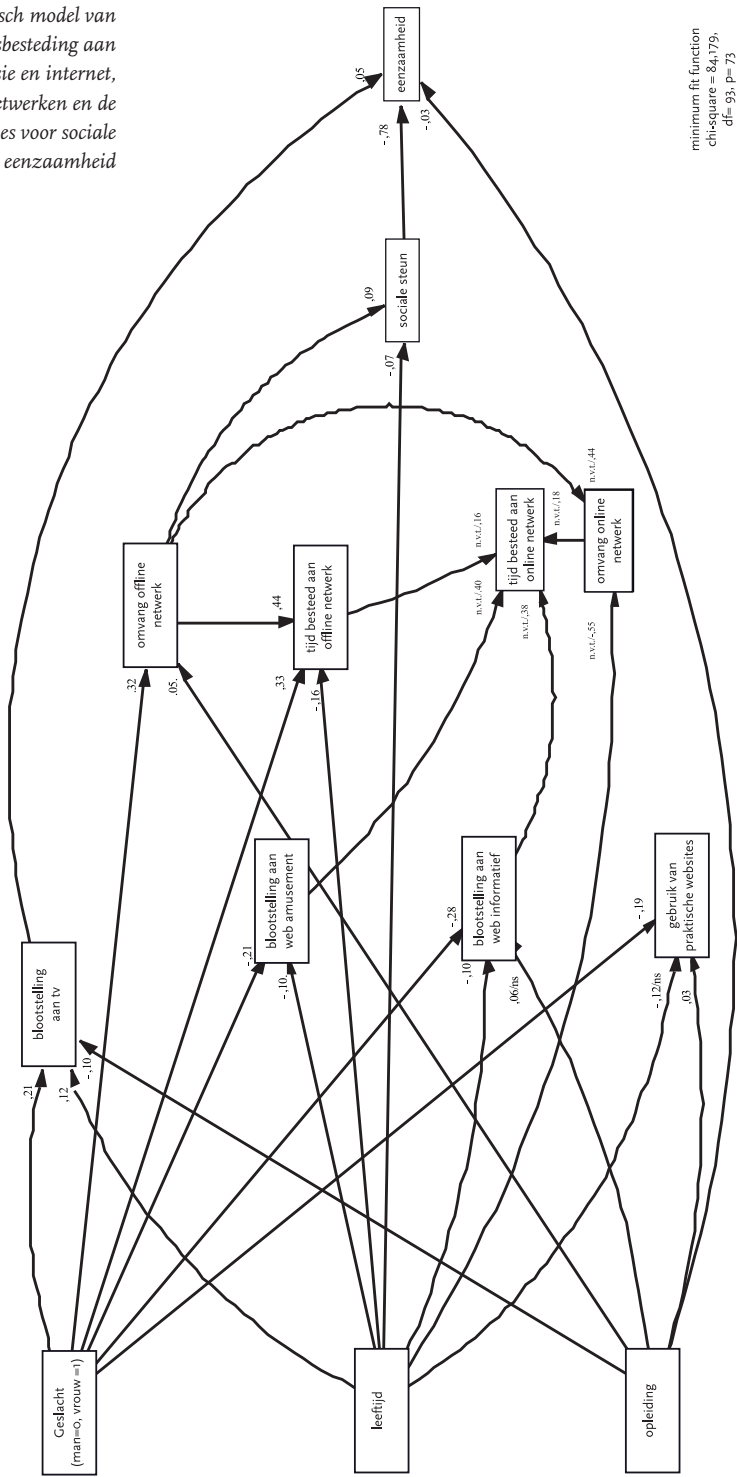 sch model van
sbesteding aan
sie en internet,
etwerken en de
es voor sociale
eenzaamheid
Geslacht
(man=0, vrouw =1)
leeftijd
opleiding
,21
,12
-,10
blootstelling
aan tv
-,21
-,10
blootstelling aan
web amusement
-,28
-,10
,06/ns
blootstelling aan
web informatief
-,19
-,12/ns
,03
gebruik van
praktische websites
.32
.05.
omvang offline
netwerk
,44
,33
-,16
tijd besteed aan
offline netwerk
n.v.t./,16
n.v.t./.40
n.v.t./,38
tijd besteed aan
online netwerk
n.v.t./,18
n.v.t./,44
n.v.t./-,55
omvang online
netwerk
,09
-,07
sociale steun
,05
-,78
-,03
eenzaamheid
minimum fit function
chi-square = 84,179,
df= 93, p= 73